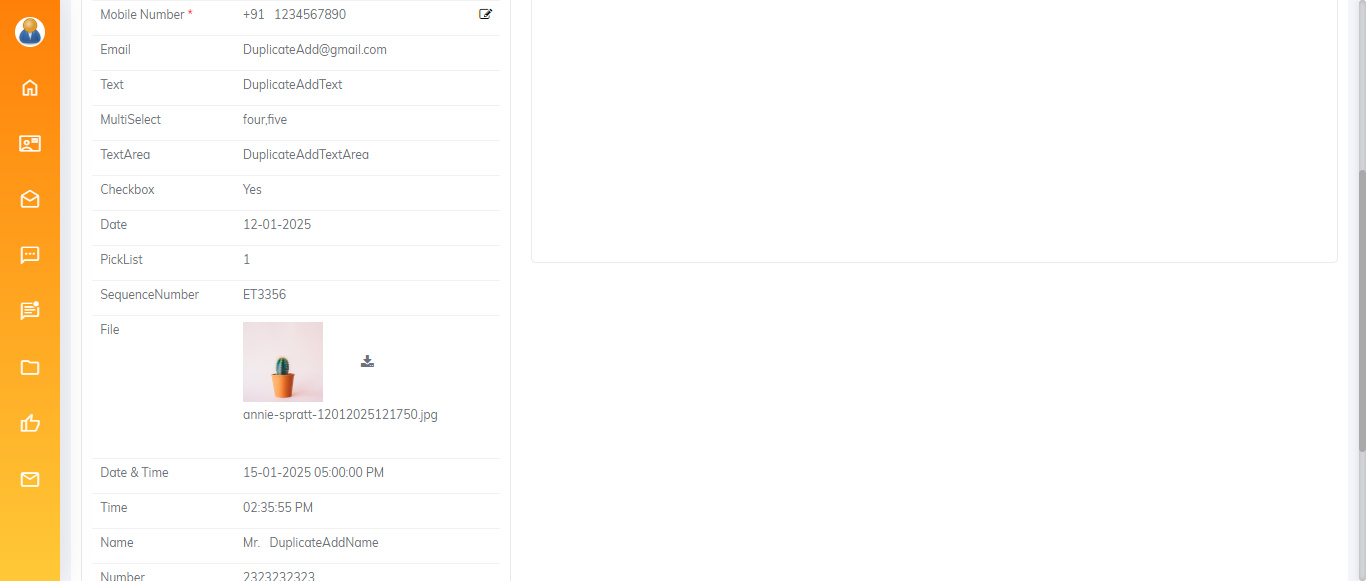 Mobile Number * +91 1234567890
Email DuplicateAdd@gmail.com
Text DuplicateAddText
MultiSelect four,five
TextArea DuplicateAddTextArea
Checkbox Yes
Date 12-01-2025
PickList 1
SequenceNumber ET3356
File
annie-spratt-12012025121750.jpg
Date & Time 15-01-2025 05:00:00 PM
Time 02:35:55 PM
Name Mr. DuplicateAddName
Number 2323232323